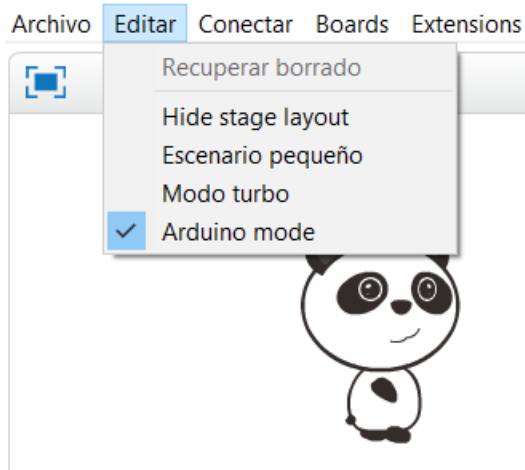 Archivo Editar Conectar Boards Extensions
Recuperar borrado
Hide stage layout
Escenario pequeño
Modo turbo
Arduino mode